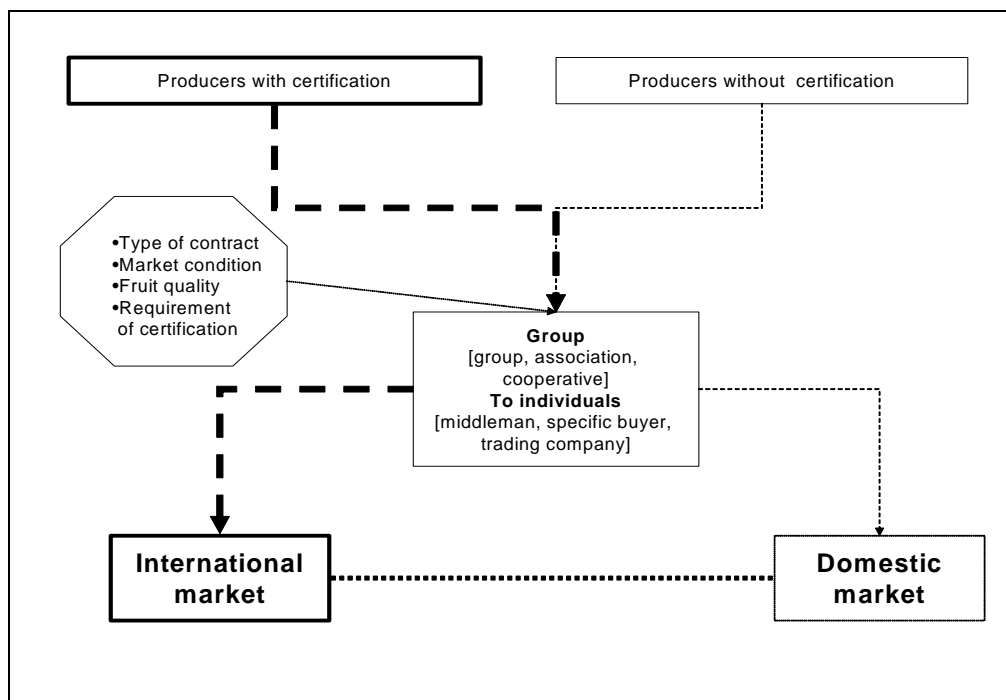 Producers with certification
Producers without certification
•Type of contract
•Market condition
•Fruit quality
•Requirement
of certification
Group
[group, association,
cooperative]
To individuals
[middleman, specific buyer,
trading company]
International
market
Domestic
market